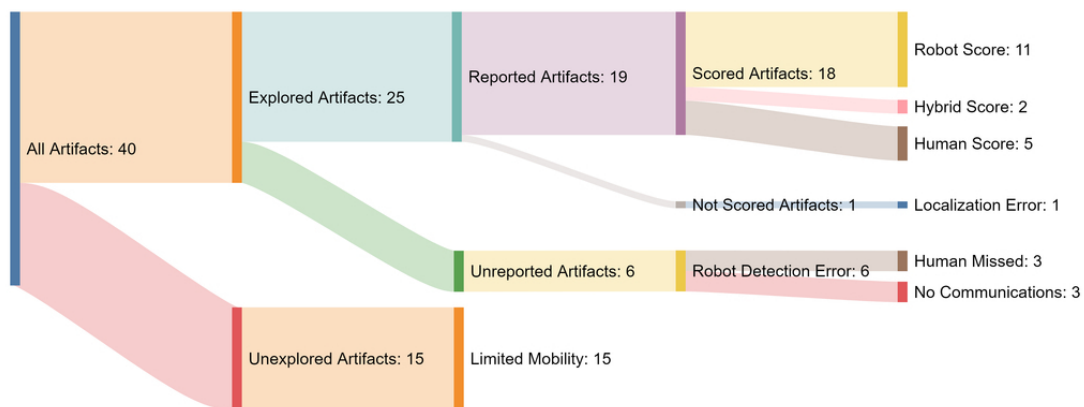 All Artifacts: 40
Explored Artifacts: 25
Reported Artifacts: 19
Scored Artifacts: 18
Robot Score: 11
Hybrid Score: 2
Human Score: 5
Not Scored Artifacts: 1
Localization Error: 1
Unreported Artifacts: 6
Robot Detection Error: 6
Human Missed: 3
No Communications: 3
Unexplored Artifacts: 15
Limited Mobility: 15